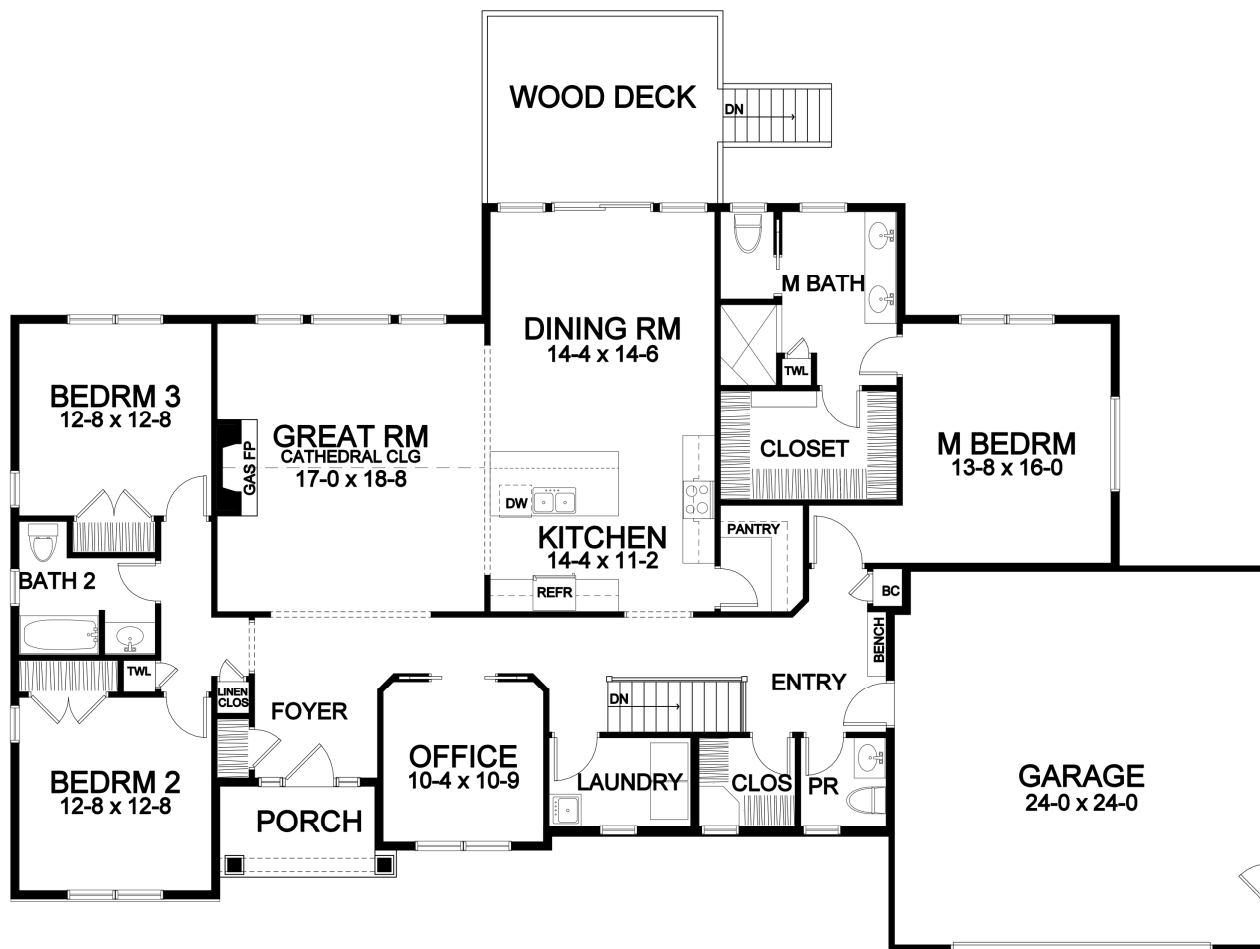 WOOD DECK
DN
M BATH
DINING RM
14-4 x 14-6
TWL
BEDRM 3
12-8 x 12-8
GREAT RM
CATHEDRAL CLG
17-0 x 18-8
GAS FP
CLOSET
M BEDRM
13-8 x 16-0
DW
KITCHEN
14-4 x 11-2
PANTRY
REFR
BATH 2
BC
BENCH
TWL
LINEN
CLOS
FOYER
DN
ENTRY
OFFICE
10-4 x 10-9
LAUNDRY
CLOS
PR
BEDRM 2
12-8 x 12-8
PORCH
GARAGE
24-0 x 24-0